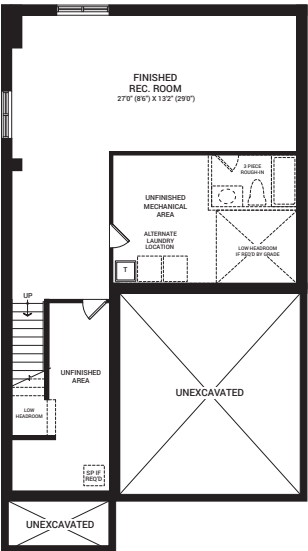 FINISHED
REC. ROOM
27'0" (8'6") X 13'2" (29'0")
3 PIECE
ROUGH-IN
UNFINISHED
MECHANICAL
AREA
ALTERNATE
LAUNDRY
LOCATION
LOW HEADROOM
IF REQ'D BY GRADE
T
UP
UNFINISHED
AREA
LOW
HEADROOM
UNEXCAVATED
SP IF
REQ'D
UNEXCAVATED